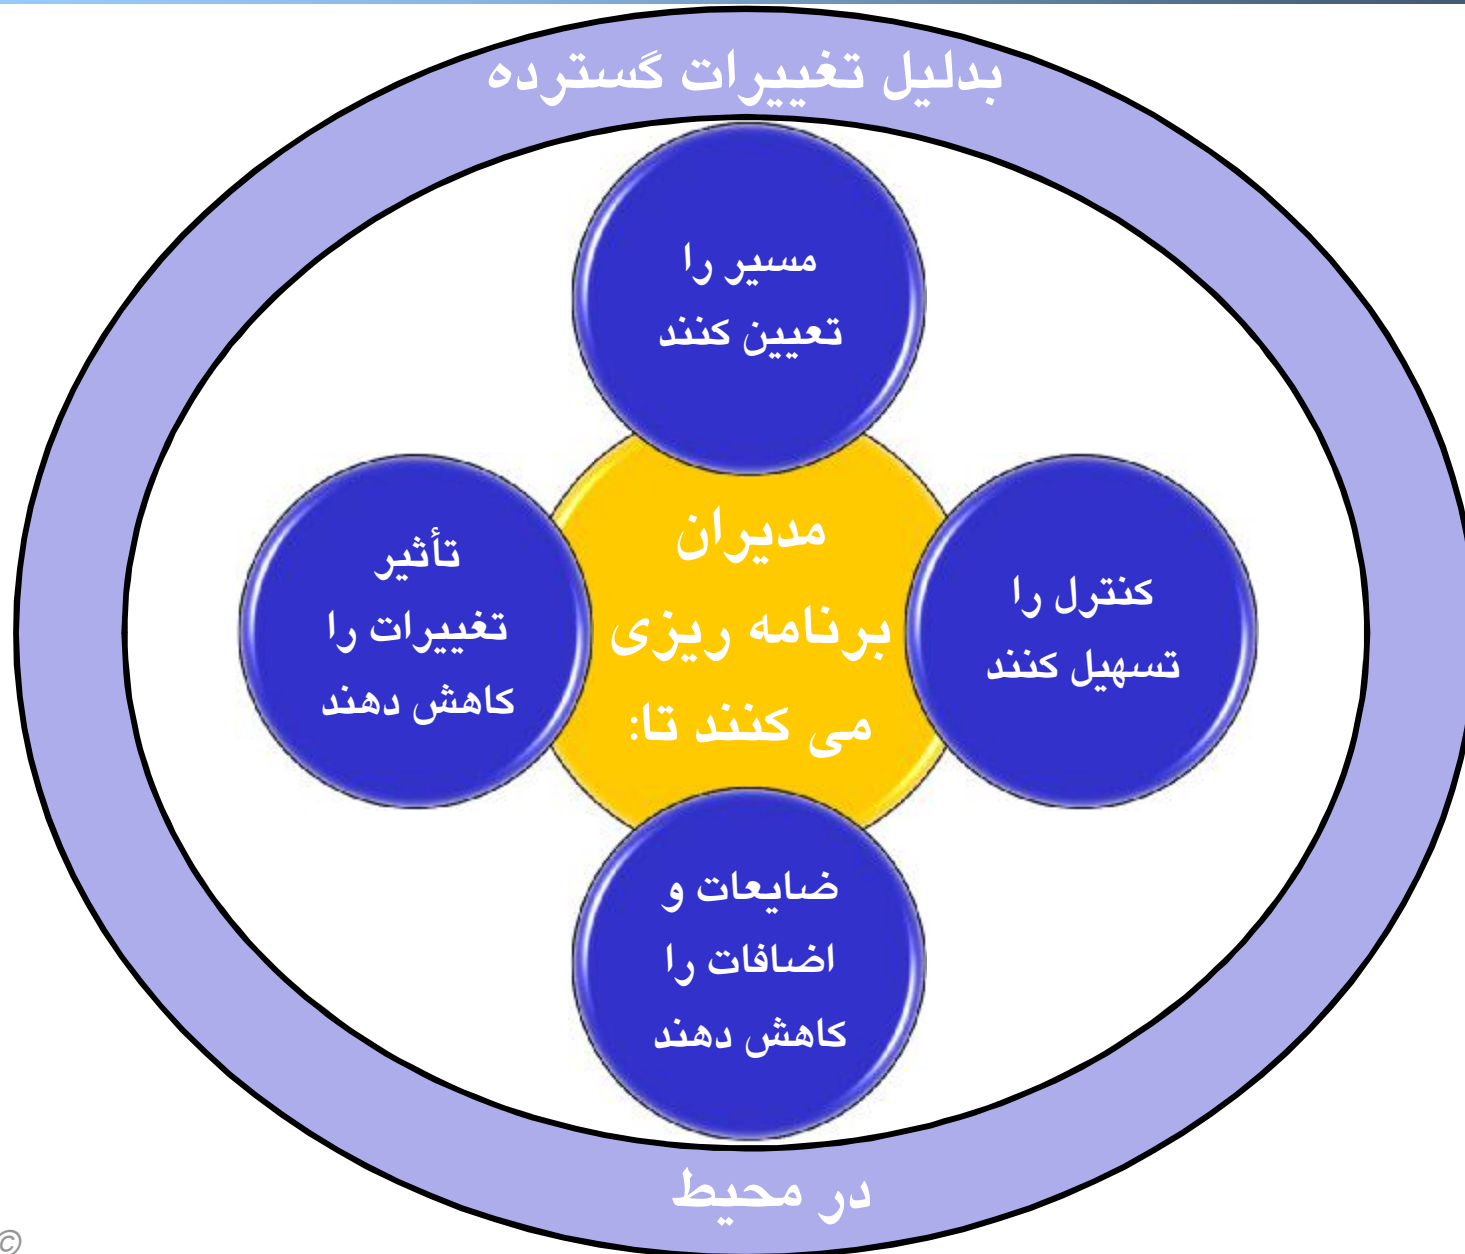 بدلیل تغییرات گسترده
مسیر را
تعیین کنند
مدیران
برنامه ریزی
می کنند تا:
کنترل را
تسهیل کنند
تأثیر
تغییرات را
کاهش دهند
ضایعات و
اضافات را
کاهش دهند
در محیط
©